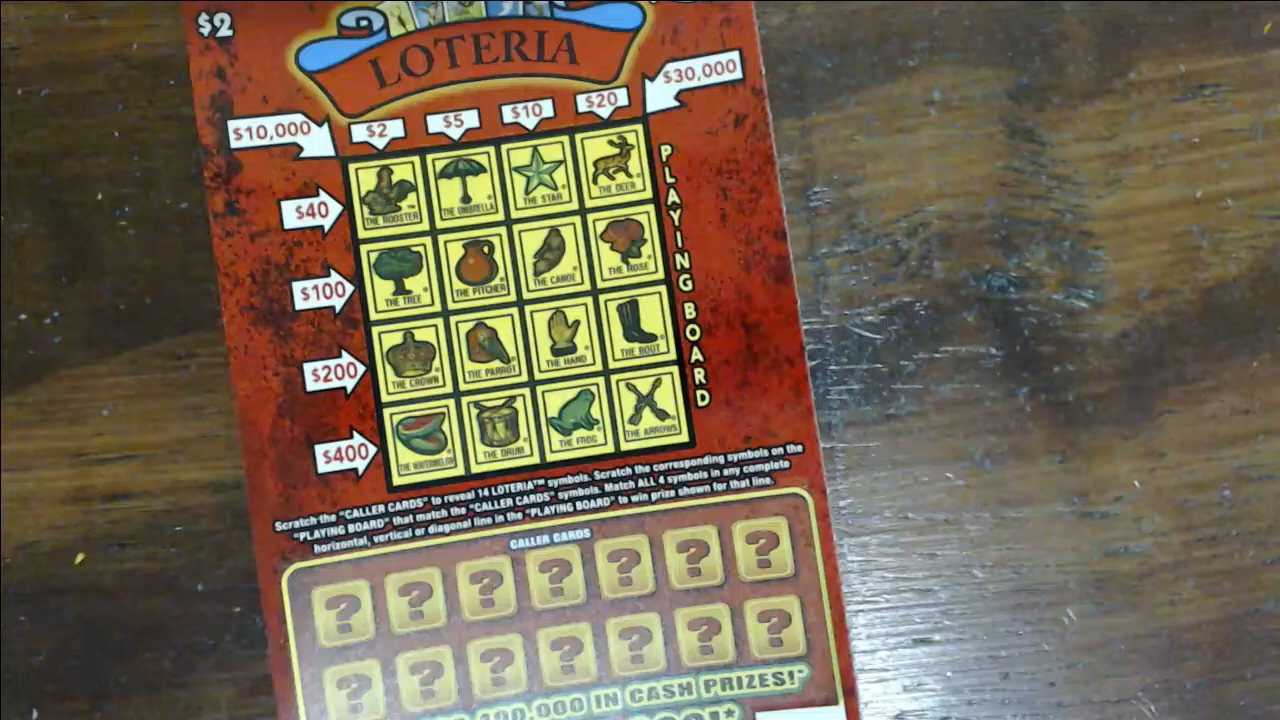 $2
LOTERIA
$10,000 $2 $5 $10 $20 $30,000
$40 THE ROOSTER™ THE UMBRELLA® THE STAR® THE DEER®
$100 THE TREE® THE PITCHER® THE CANOE® THE ROSE®
$200 THE CROWN® THE PARROT® THE HAND® THE BOOT®
$400 THE WATERMELON THE DRUM® THE FROG® THE ARROWS®
PLAYING BOARD
Scratch the "CALLER CARDS" to reveal 14 LOTERIA™ symbols. Scratch the corresponding symbols on the
"PLAYING BOARD" that match the "CALLER CARDS" symbols. Match ALL 4 symbols in any complete
horizontal, vertical or diagonal line in the "PLAYING BOARD" to win prize shown for that line.
CALLER CARDS
? ? ? ? ? ? ?
? ? ? ? ? ? ?
IN CASH PRIZES!